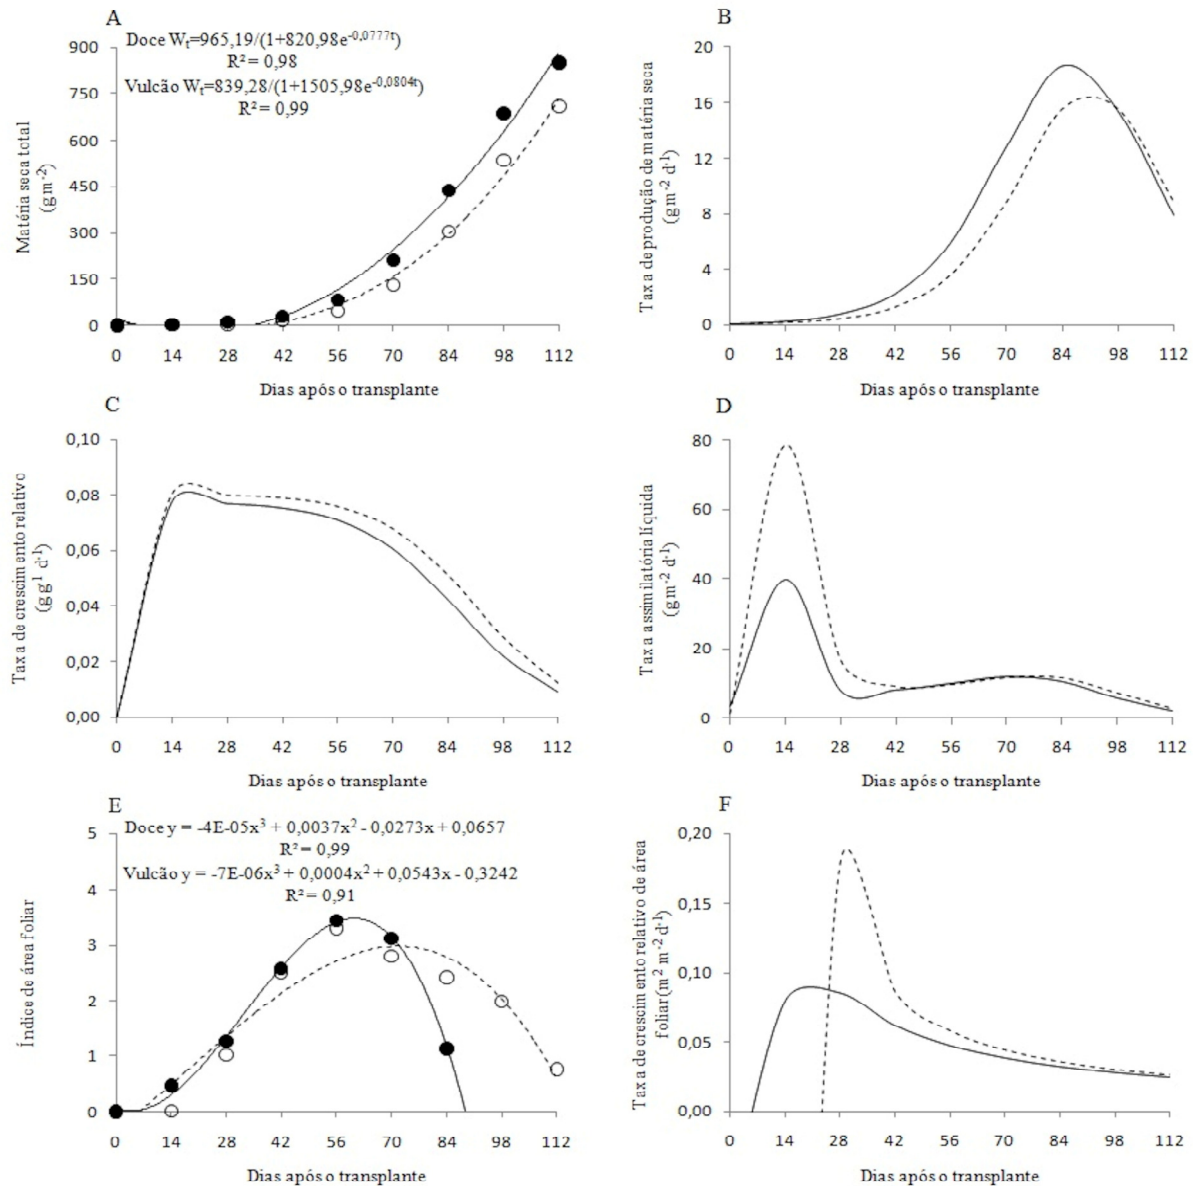 A
Doce Wt=965,19/(1+820,98e-0,0777t)
R² = 0,98
Vulcão Wt=839,28/(1+1505,98e-0,0804t)
R² = 0,99
Matéria seca total
(g m-2)
900
750
600
450
300
150
0
0 14 28 42 56 70 84 98 112
Dias após o transplante
B
Taxa de produção de matéria seca
(g m-2 d-1)
20
16
12
8
4
0
0 14 28 42 56 70 84 98 112
Dias após o transplante
C
Taxa de crescimento relativo
(g g1 d-1)
0,10
0,08
0,06
0,04
0,02
0,00
0 14 28 42 56 70 84 98 112
Dias após o transplante
D
Taxa assimilatória líquida
(g m-2 d-1)
80
60
40
20
0
0 14 28 42 56 70 84 98 112
Dias após o transplante
E
Doce y = -4E-05x³ + 0,0037x² - 0,0273x + 0,0657
R² = 0,99
Vulcão y = -7E-06x³ + 0,0004x² + 0,0543x - 0,3242
R² = 0,91
Índice de área foliar
5
4
3
2
1
0
0 14 28 42 56 70 84 98 112
Dias após o transplante
F
Taxa de crescimento relativo de área
foliar (m² m-2 d-1)
0,20
0,15
0,10
0,05
0,00
0 14 28 42 56 70 84 98 112
Dias após o transplante